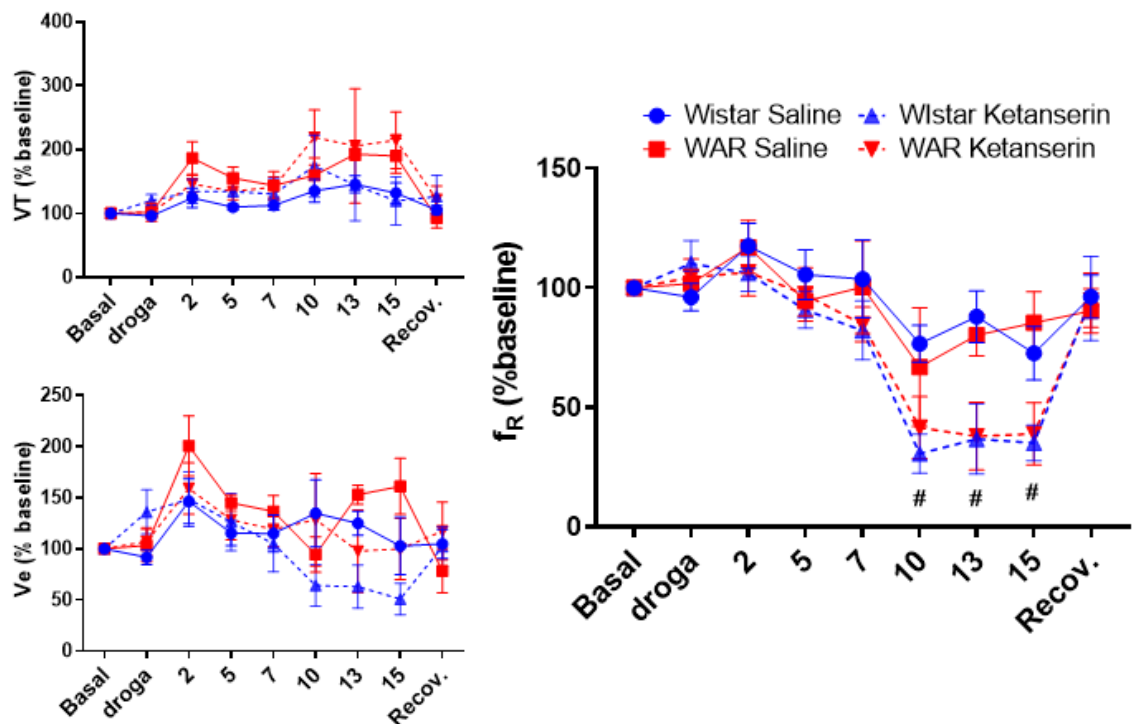 VT (% baseline)
400
300
200
100
0
Basal
droga
2
5
7
10
13
15
Recov.
Ve (% baseline)
250
200
150
100
50
0
Basal
droga
2
5
7
10
13
15
Recov.
Wistar Saline
WIstar Ketanserin
WAR Saline
WAR Ketanserin
fR (%baseline)
150
100
50
0
# # #
Basal
droga
2
5
7
10
13
15
Recov.